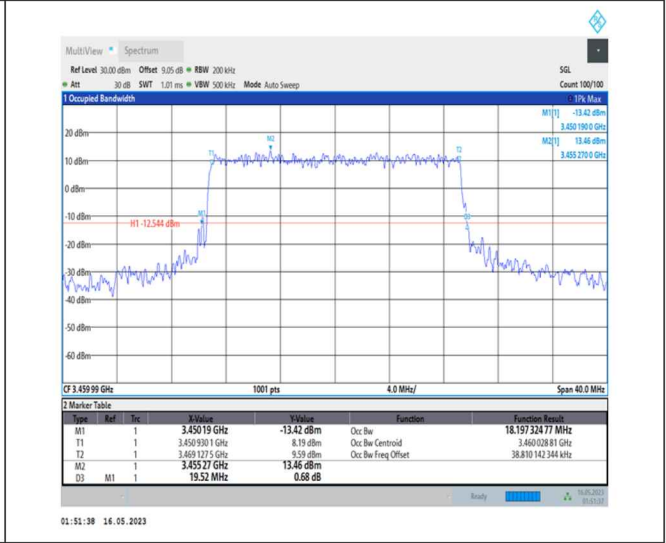 MultiView Spectrum
Ref Level 30.00 dBm Offset 9.05 dB RBW 200 kHz SGL
Att 30 dB SWT 1.01 ms VBW 500 kHz Mode Auto Sweep Count 100/100
1 Occupied Bandwidth 1Pk Max
M1[1] -13.42 dBm
3.450 190 0 GHz
M2[1] 13.46 dBm
3.455 270 0 GHz
20 dBm
M2
T1
T2
10 dBm
0 dBm
-10 dBm
M1
H1 -12.544 dBm
-20 dBm
-30 dBm
-40 dBm
-50 dBm
-60 dBm
CF 3.459 99 GHz 1001 pts 4.0 MHz/ Span 40.0 MHz
2 Marker Table
Type Ref Trc X-Value Y-Value Function Function Result
M1 1 3.450 19 GHz -13.42 dBm Occ Bw 18.197 324 77 MHz
T1 1 3.450 930 1 GHz 8.19 dBm Occ Bw Centroid 3.460 028 81 GHz
T2 1 3.469 127 5 GHz 9.59 dBm Occ Bw Freq Offset 38.810 142 344 kHz
M2 1 3.455 27 GHz 13.46 dBm
D3 M1 1 19.52 MHz 0.68 dB
Ready 16.05.2023
01:51:37
01:51:38 16.05.2023